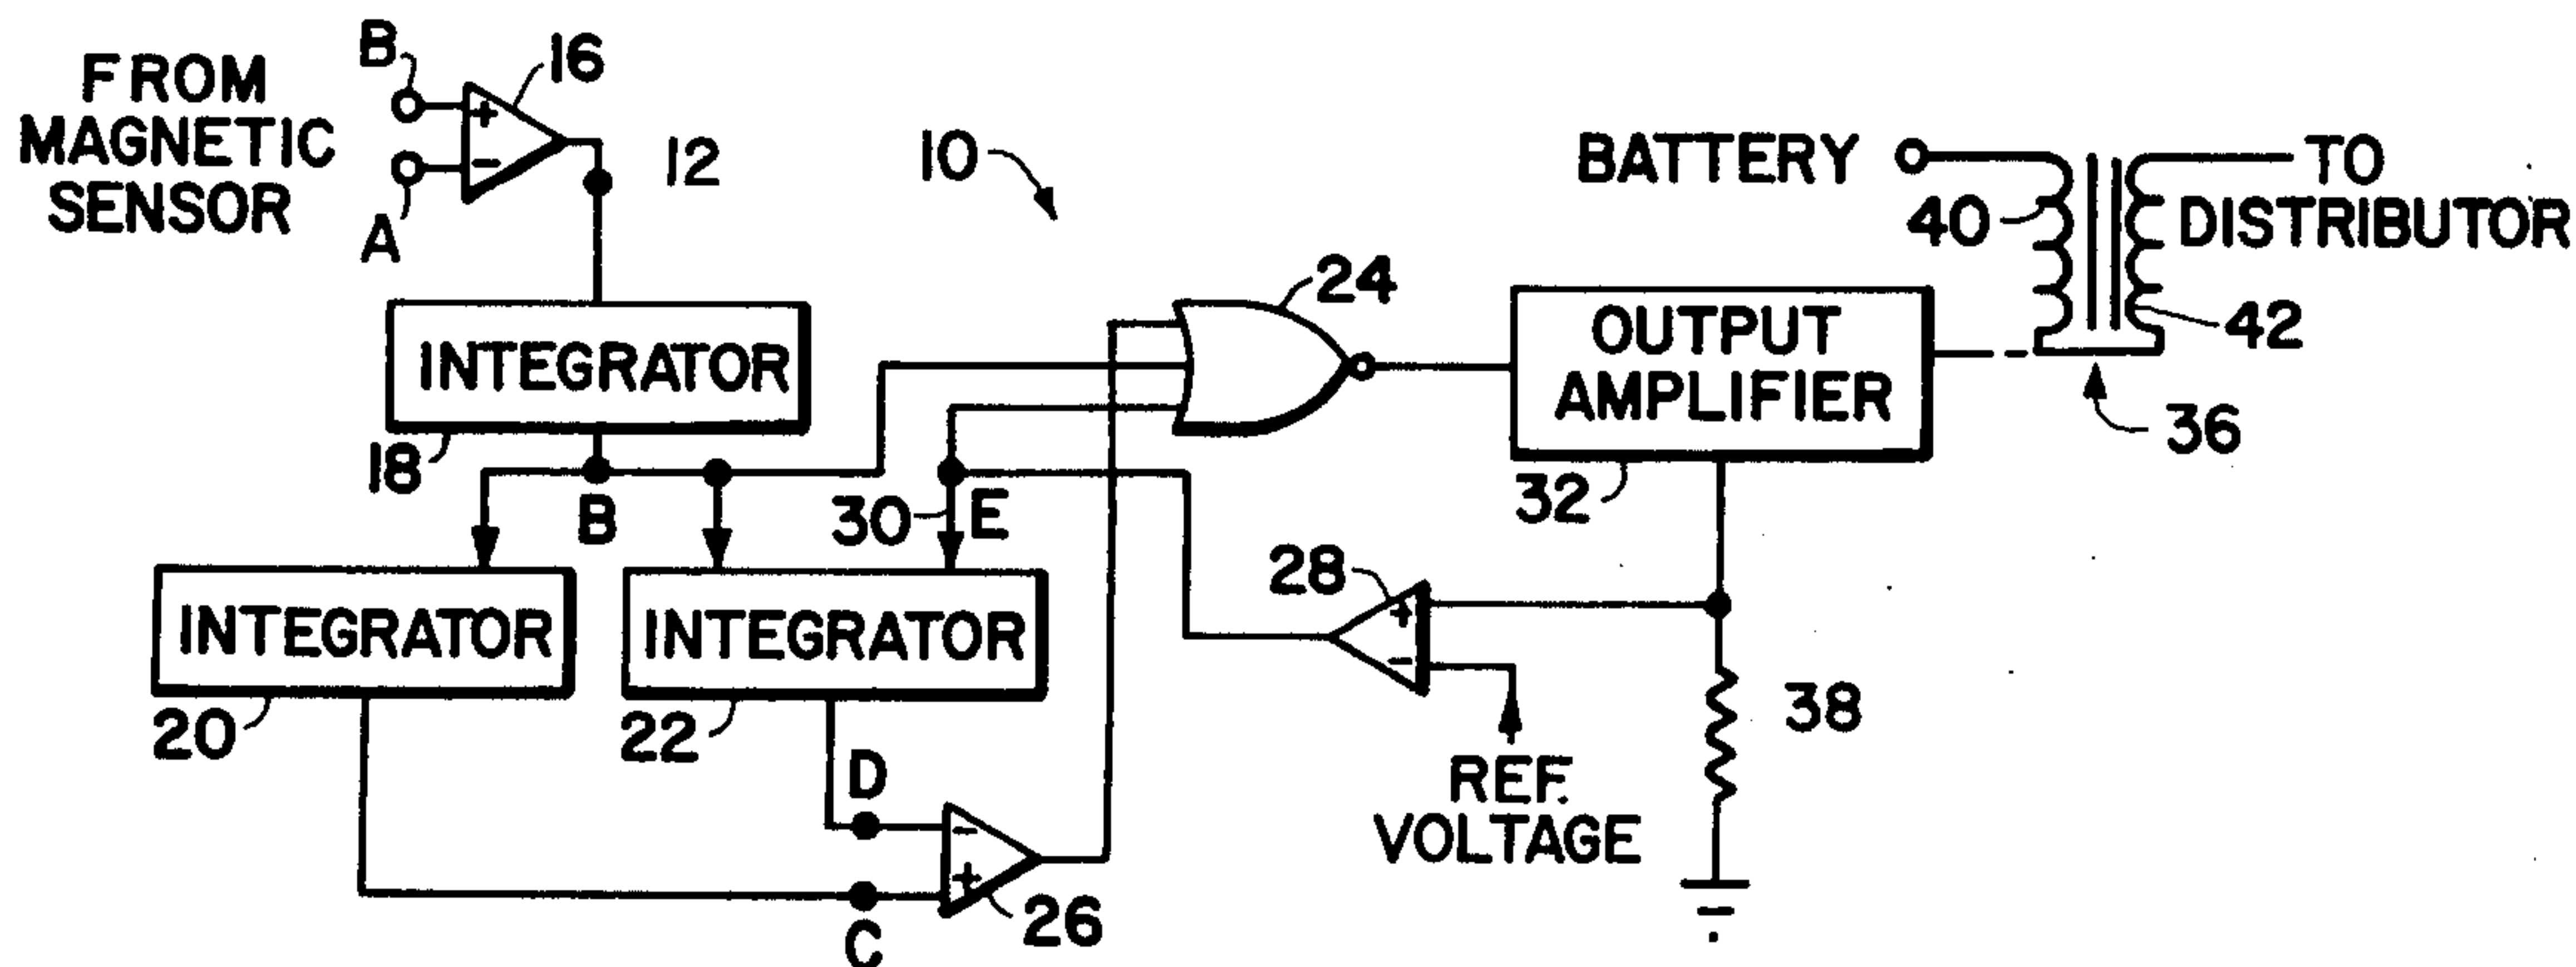 FROM
MAGNETIC
SENSOR
B
A
+
−
16
12
10
BATTERY
TO
DISTRIBUTOR
40
42
36
INTEGRATOR
18
B
24
OUTPUT
AMPLIFIER
32
30
E
INTEGRATOR
20
INTEGRATOR
22
28
+
−
REF.
VOLTAGE
38
D
C
−
+
26